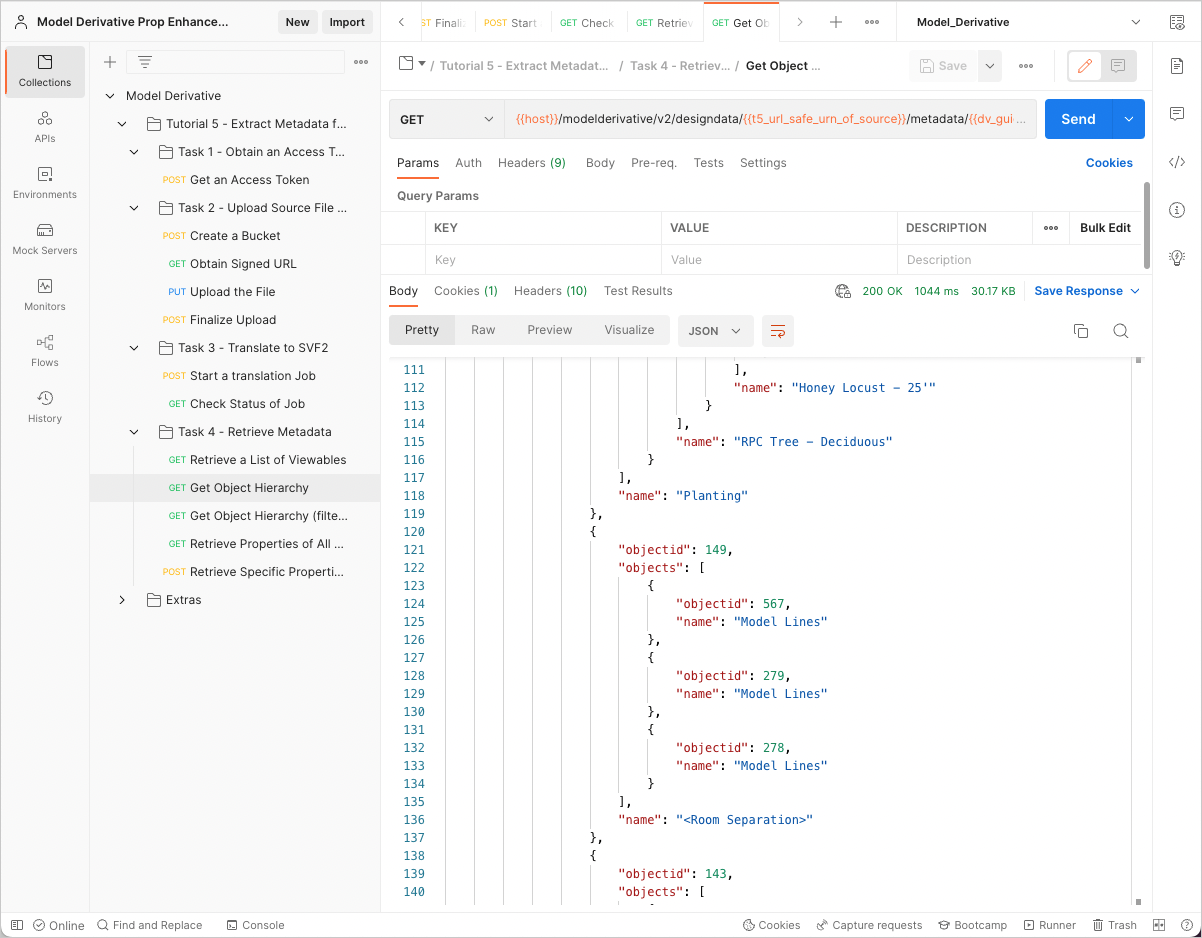 Model Derivative Prop Enhance...
New
Import
Finali
POST Start
GET Check
GET Retriev
GET Get Ob
Model_Derivative
Collections
APIs
Environments
Mock Servers
Monitors
Flows
History
Model Derivative
Tutorial 5 - Extract Metadata f...
Task 1 - Obtain an Access T...
POST Get an Access Token
Task 2 - Upload Source File ...
POST Create a Bucket
GET Obtain Signed URL
PUT Upload the File
POST Finalize Upload
Task 3 - Translate to SVF2
POST Start a translation Job
GET Check Status of Job
Task 4 - Retrieve Metadata
GET Retrieve a List of Viewables
GET Get Object Hierarchy
GET Get Object Hierarchy (filte...
GET Retrieve Properties of All ...
POST Retrieve Specific Properti...
Extras
/ Tutorial 5 - Extract Metadat... / Task 4 - Retriev... / Get Object ...
Save
GET
{{host}}/modelderivative/v2/designdata/{{t5_url_safe_urn_of_source}}/metadata/{{dv_gui ...
Send
Params
Auth
Headers (9)
Body
Pre-req.
Tests
Settings
Cookies
Query Params
KEY
VALUE
DESCRIPTION
Bulk Edit
Key
Value
Description
Body
Cookies (1)
Headers (10)
Test Results
200 OK
1044 ms
30.17 KB
Save Response
Pretty
Raw
Preview
Visualize
JSON
111 ],
112 "name": "Honey Locust - 25'"
113 }
114 ],
115 "name": "RPC Tree - Deciduous"
116 }
117 ],
118 "name": "Planting"
119 },
120 {
121 "objectid": 149,
122 "objects": [
123 {
124 "objectid": 567,
125 "name": "Model Lines"
126 },
127 {
128 "objectid": 279,
129 "name": "Model Lines"
130 },
131 {
132 "objectid": 278,
133 "name": "Model Lines"
134 }
135 ],
136 "name": "<Room Separation>"
137 },
138 {
139 "objectid": 143,
140 "objects": [
Online
Find and Replace
Console
Cookies
Capture requests
Bootcamp
Runner
Trash